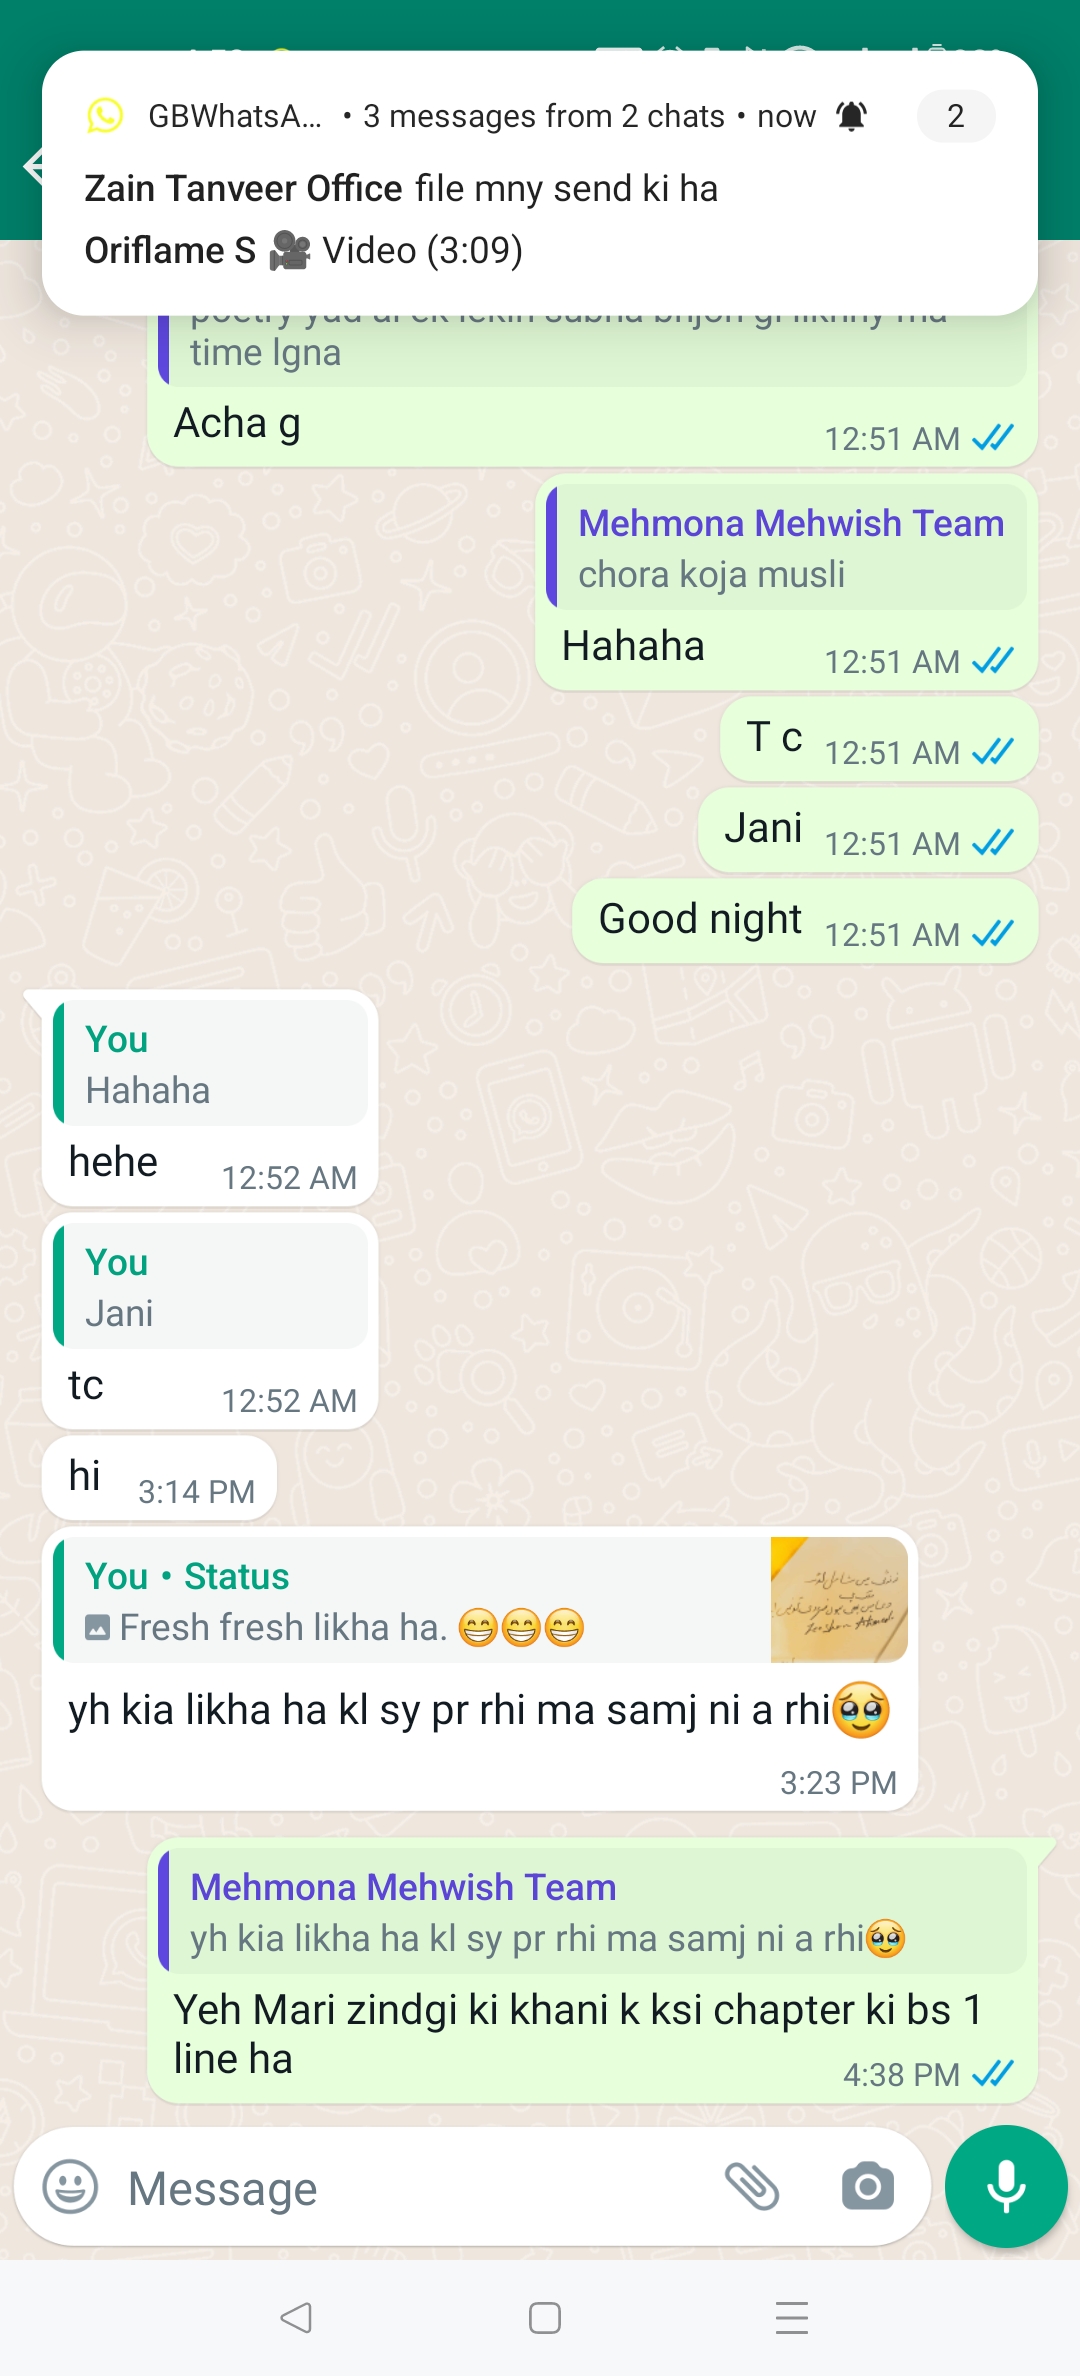 GBWhatsA... • 3 messages from 2 chats • now 2
Zain Tanveer Office file mny send ki ha
Oriflame S 🎥 Video (3:09)
time lgna
Acha g
12:51 AM
Mehmona Mehwish Team
chora koja musli
Hahaha
12:51 AM
T c 12:51 AM
Jani 12:51 AM
Good night 12:51 AM
You
Hahaha
hehe 12:52 AM
You
Jani
tc 12:52 AM
hi 3:14 PM
You • Status
Fresh fresh likha ha. 😁😁😁
yh kia likha ha kl sy pr rhi ma samj ni a rhi🥹
3:23 PM
Mehmona Mehwish Team
yh kia likha ha kl sy pr rhi ma samj ni a rhi🥹
Yeh Mari zindgi ki khani k ksi chapter ki bs 1
line ha
4:38 PM
Message